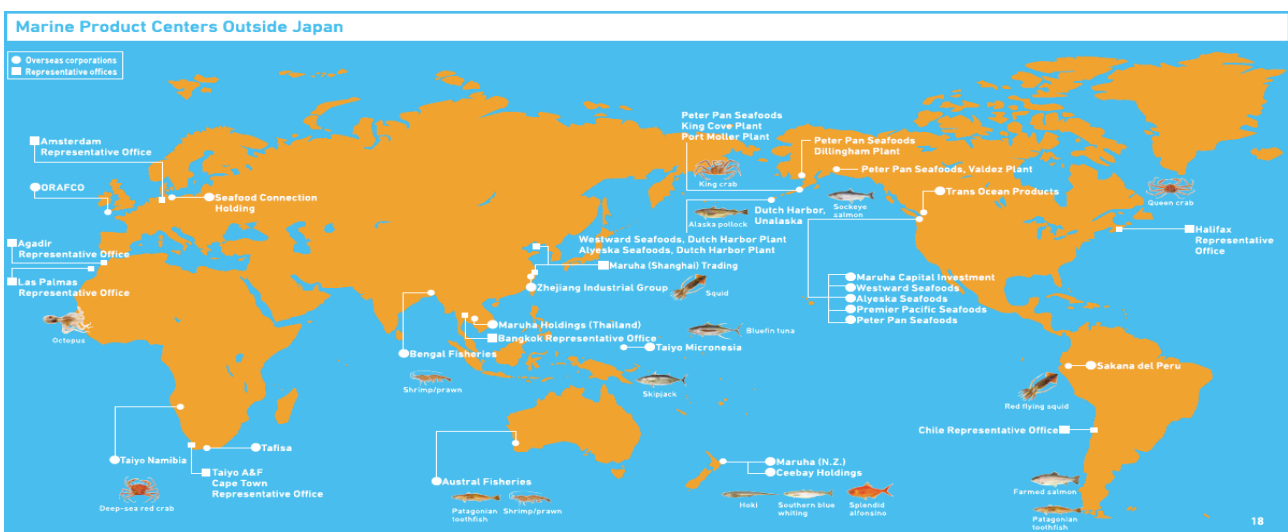 Marine Product Centers Outside Japan
Overseas corporations
Representative offices
Amsterdam
Representative Office
ORAFCO
Seafood Connection
Holding
Agadir
Representative Office
Las Palmas
Representative Office
Octopus
Taiyo Namibia
Deep-sea red crab
Taiyo A&F
Cape Town
Representative Office
Tafisa
Bengal Fisheries
Shrimp/prawn
Maruha Holdings (Thailand)
Bangkok Representative Office
Westward Seafoods, Dutch Harbor Plant
Alyeska Seafoods, Dutch Harbor Plant
Maruha (Shanghai) Trading
Zhejiang Industrial Group
Squid
Bluefin tuna
Taiyo Micronesia
Skipjack
Austral Fisheries
Patagonian
toothfish
Shrimp/prawn
Maruha (N.Z.)
Ceebay Holdings
Hoki
Southern blue
whiting
Splendid
alfonsino
Peter Pan Seafoods
King Cove Plant
Port Moller Plant
King crab
Alaska pollock
Dutch Harbor,
Unalaska
Peter Pan Seafoods
Dillingham Plant
Peter Pan Seafoods, Valdez Plant
Sockeye
salmon
Trans Ocean Products
Queen crab
Halifax
Representative
Office
Maruha Capital Investment
Westward Seafoods
Alyeska Seafoods
Premier Pacific Seafoods
Peter Pan Seafoods
Sakana del Peru
Red flying squid
Chile Representative Office
Farmed salmon
Patagonian
toothfish
18